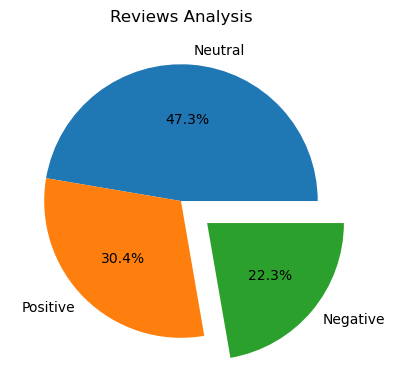 Reviews Analysis
Neutral
47.3%
30.4%
22.3%
Positive
Negative